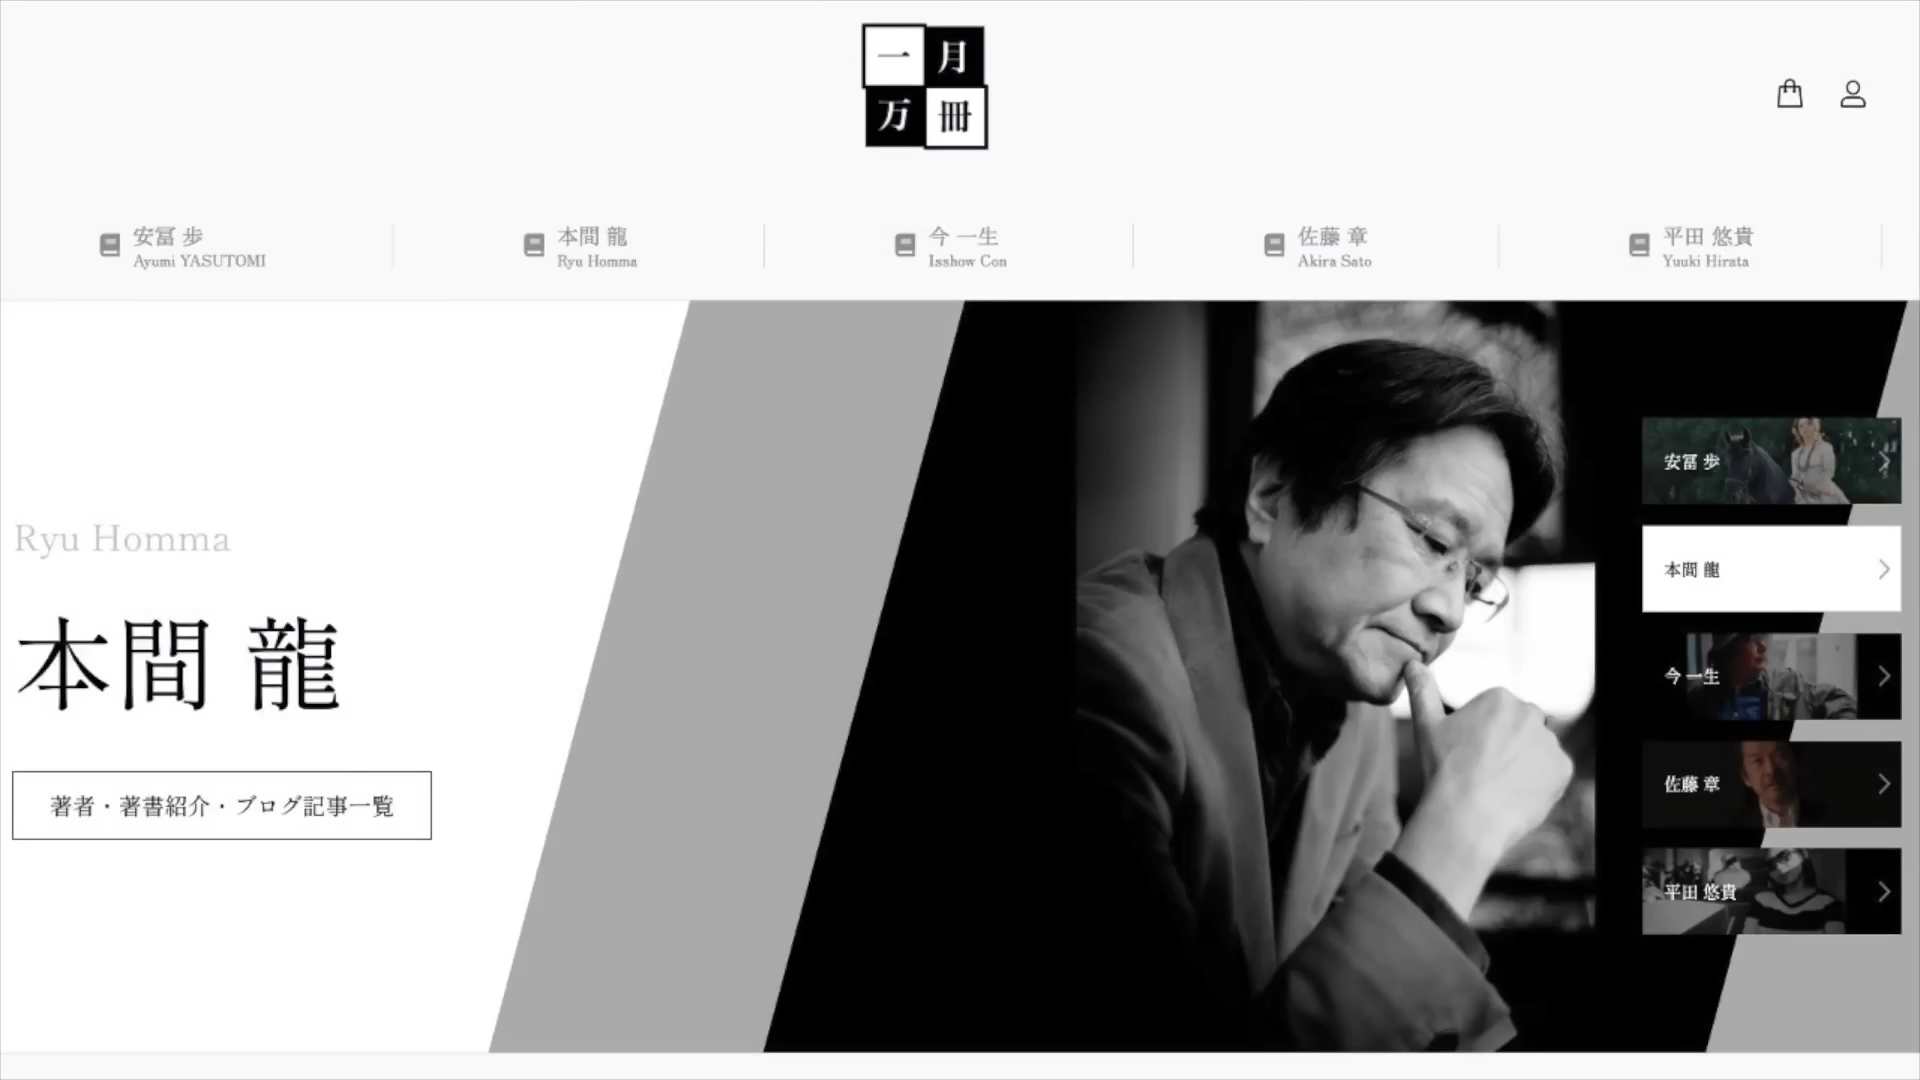 一月
万冊
安冨 歩
Ayumi YASUTOMI
本間 龍
Ryu Homma
今 一生
Isshow Con
佐藤 章
Akira Sato
平田 悠貴
Yuuki Hirata
Ryu Homma
本間 龍
著者・著書紹介・ブログ記事一覧
安冨 歩
本間 龍
今 一生
佐藤 章
平田 悠貴